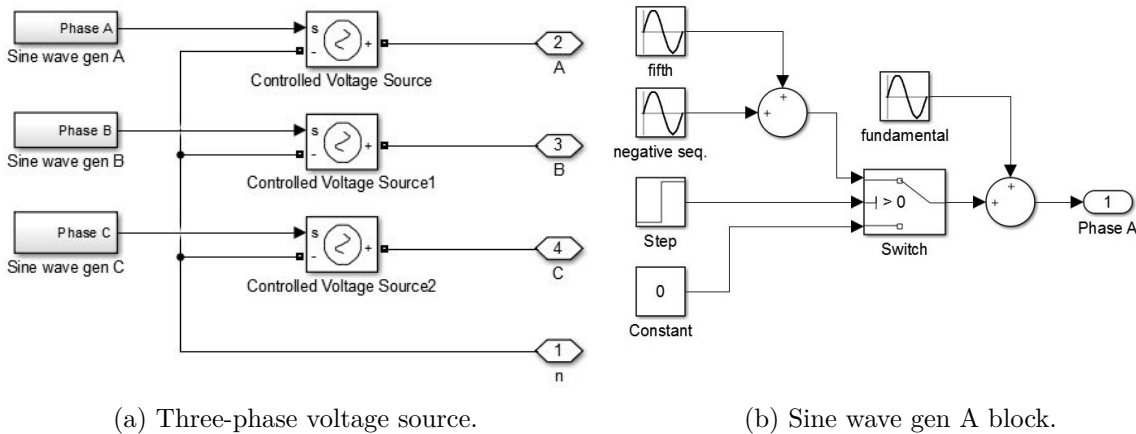 Phase A
Sine wave gen A
s
-
+
Controlled Voltage Source
2
A
Phase B
Sine wave gen B
s
-
+
Controlled Voltage Source1
3
B
Phase C
Sine wave gen C
s
-
+
Controlled Voltage Source2
4
C
1
n
(a) Three-phase voltage source.
fifth
+
+
negative seq.
fundamental
Step
> 0
Switch
+
+
1
Phase A
0
Constant
(b) Sine wave gen A block.